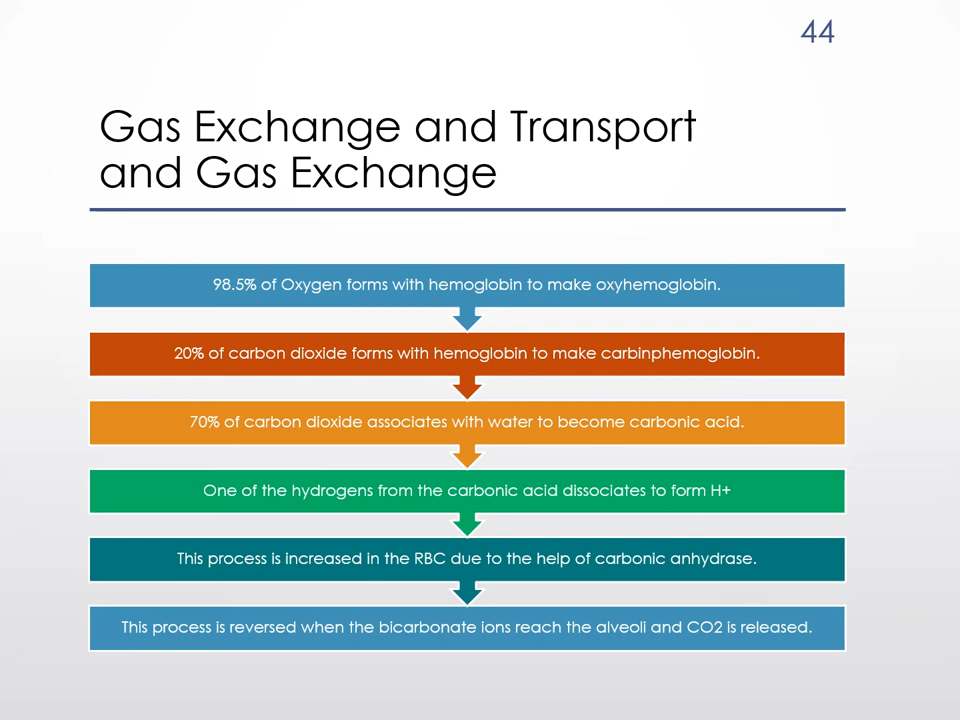 44
Gas Exchange and Transport
and Gas Exchange
98.5% of Oxygen forms with hemoglobin to make oxyhemoglobin.
20% of carbon dioxide forms with hemoglobin to make carbinphemoglobin.
70% of carbon dioxide associates with water to become carbonic acid.
One of the hydrogens from the carbonic acid dissociates to form H+
This process is increased in the RBC due to the help of carbonic anhydrase.
This process is reversed when the bicarbonate ions reach the alveoli and CO2 is released.